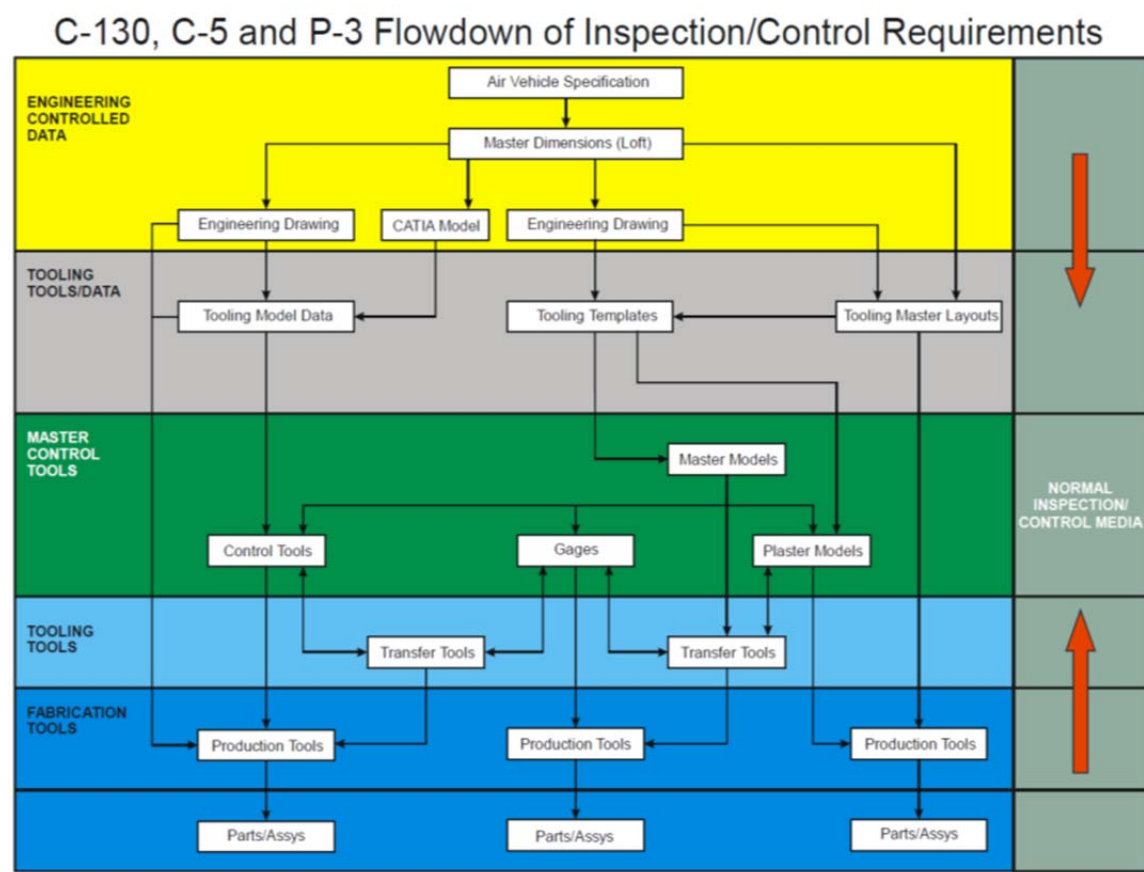 C-130, C-5 and P-3 Flowdown of Inspection/Control Requirements
ENGINEERING
CONTROLLED
DATA
Air Vehicle Specification
Master Dimensions (Loft)
Engineering Drawing
CATIA Model
Engineering Drawing
TOOLING
TOOLS/DATA
Tooling Model Data
Tooling Templates
Tooling Master Layouts
MASTER
CONTROL
TOOLS
Master Models
NORMAL
INSPECTION/
CONTROL MEDIA
Control Tools
Gages
Plaster Models
TOOLING
TOOLS
Transfer Tools
Transfer Tools
FABRICATION
TOOLS
Production Tools
Production Tools
Production Tools
Parts/Assys
Parts/Assys
Parts/Assys